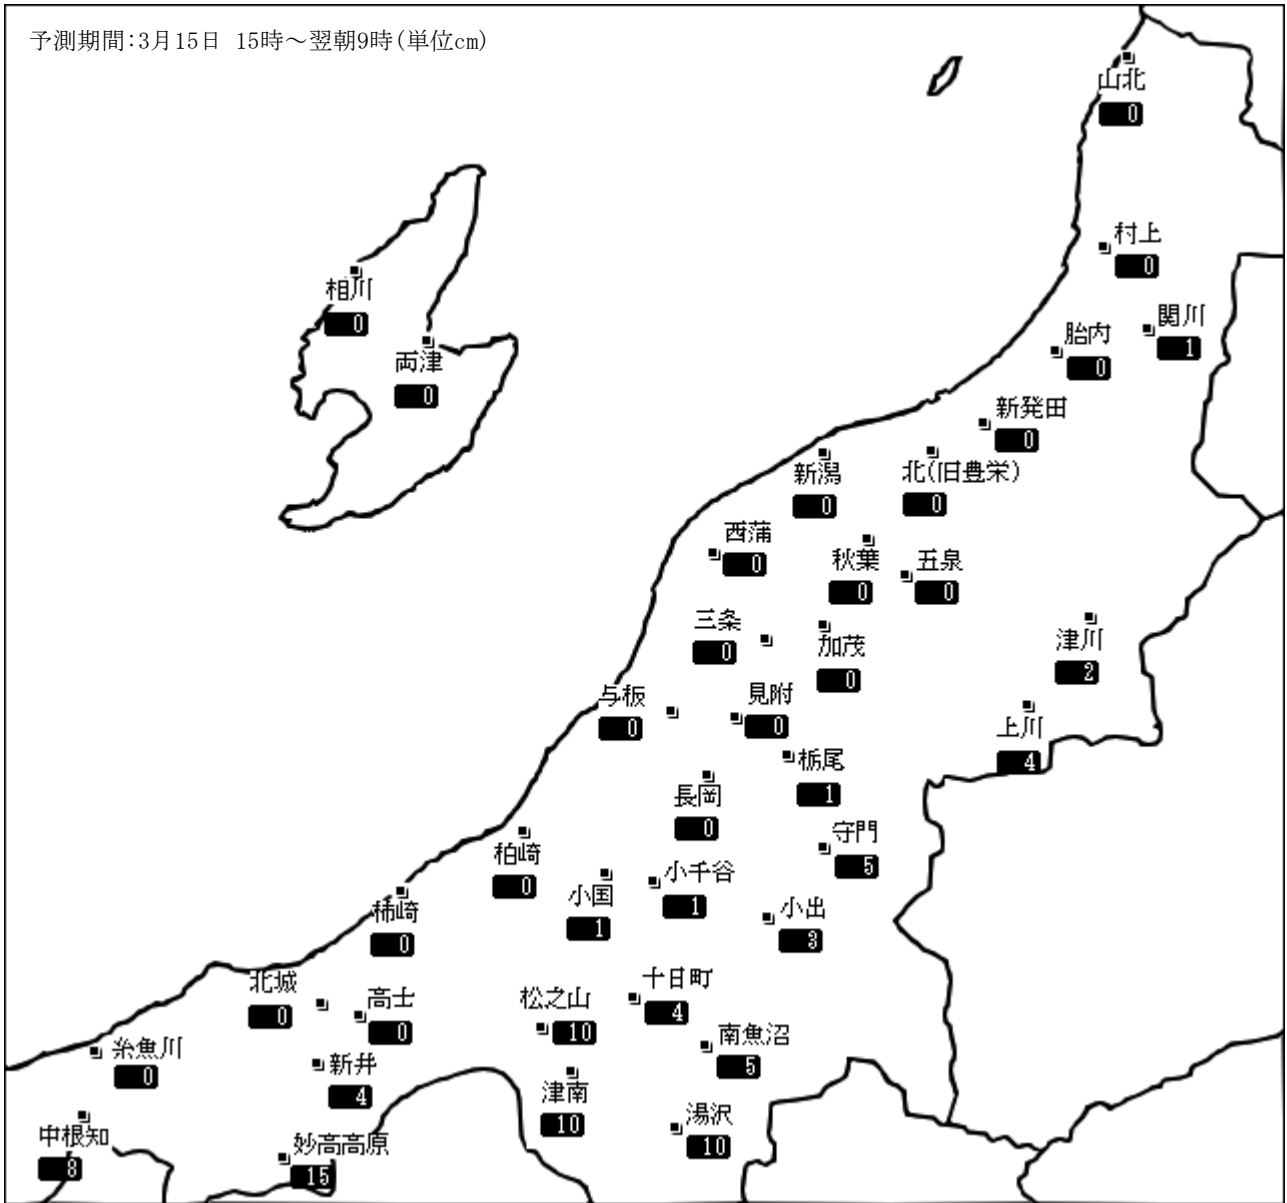 予測期間:3月15日 15時～翌朝9時(単位cm)
山北
0
村上
0
関川
1
胎内
0
相川
0
両津
0
新発田
0
北(旧豊栄)
0
新潟
0
西蒲
0
秋葉
0
五泉
0
三条
0
加茂
0
津川
2
与板
0
見附
0
上川
4
栃尾
1
長岡
0
守門
5
柏崎
0
小千谷
1
小国
1
小出
3
柿崎
0
北城
0
高士
0
松之山
10
十日町
4
南魚沼
5
糸魚川
0
新井
4
津南
10
湯沢
10
中根知
8
妙高高原
15